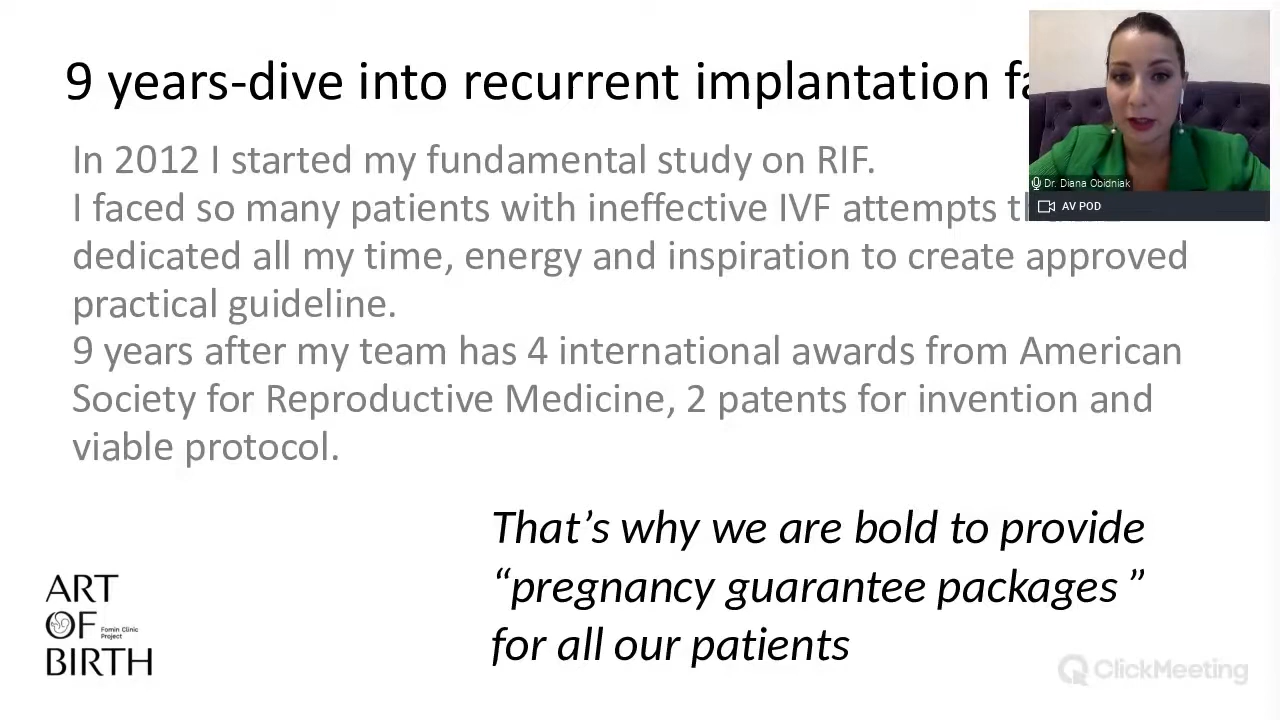 9 years-dive into recurrent implantation
In 2012 I started my fundamental study on RIF.
I faced so many patients with ineffective IVF attempts
dedicated all my time, energy and inspiration to create approved
practical guideline.
9 years after my team has 4 international awards from American
Society for Reproductive Medicine, 2 patents for invention and
viable protocol.
That’s why we are bold to provide
“pregnancy guarantee packages ”
for all our patients
ART
OF
Fomin Clinic
Project
BIRTH
Dr. Diana Obidniak
AV POD
ClickMeeting